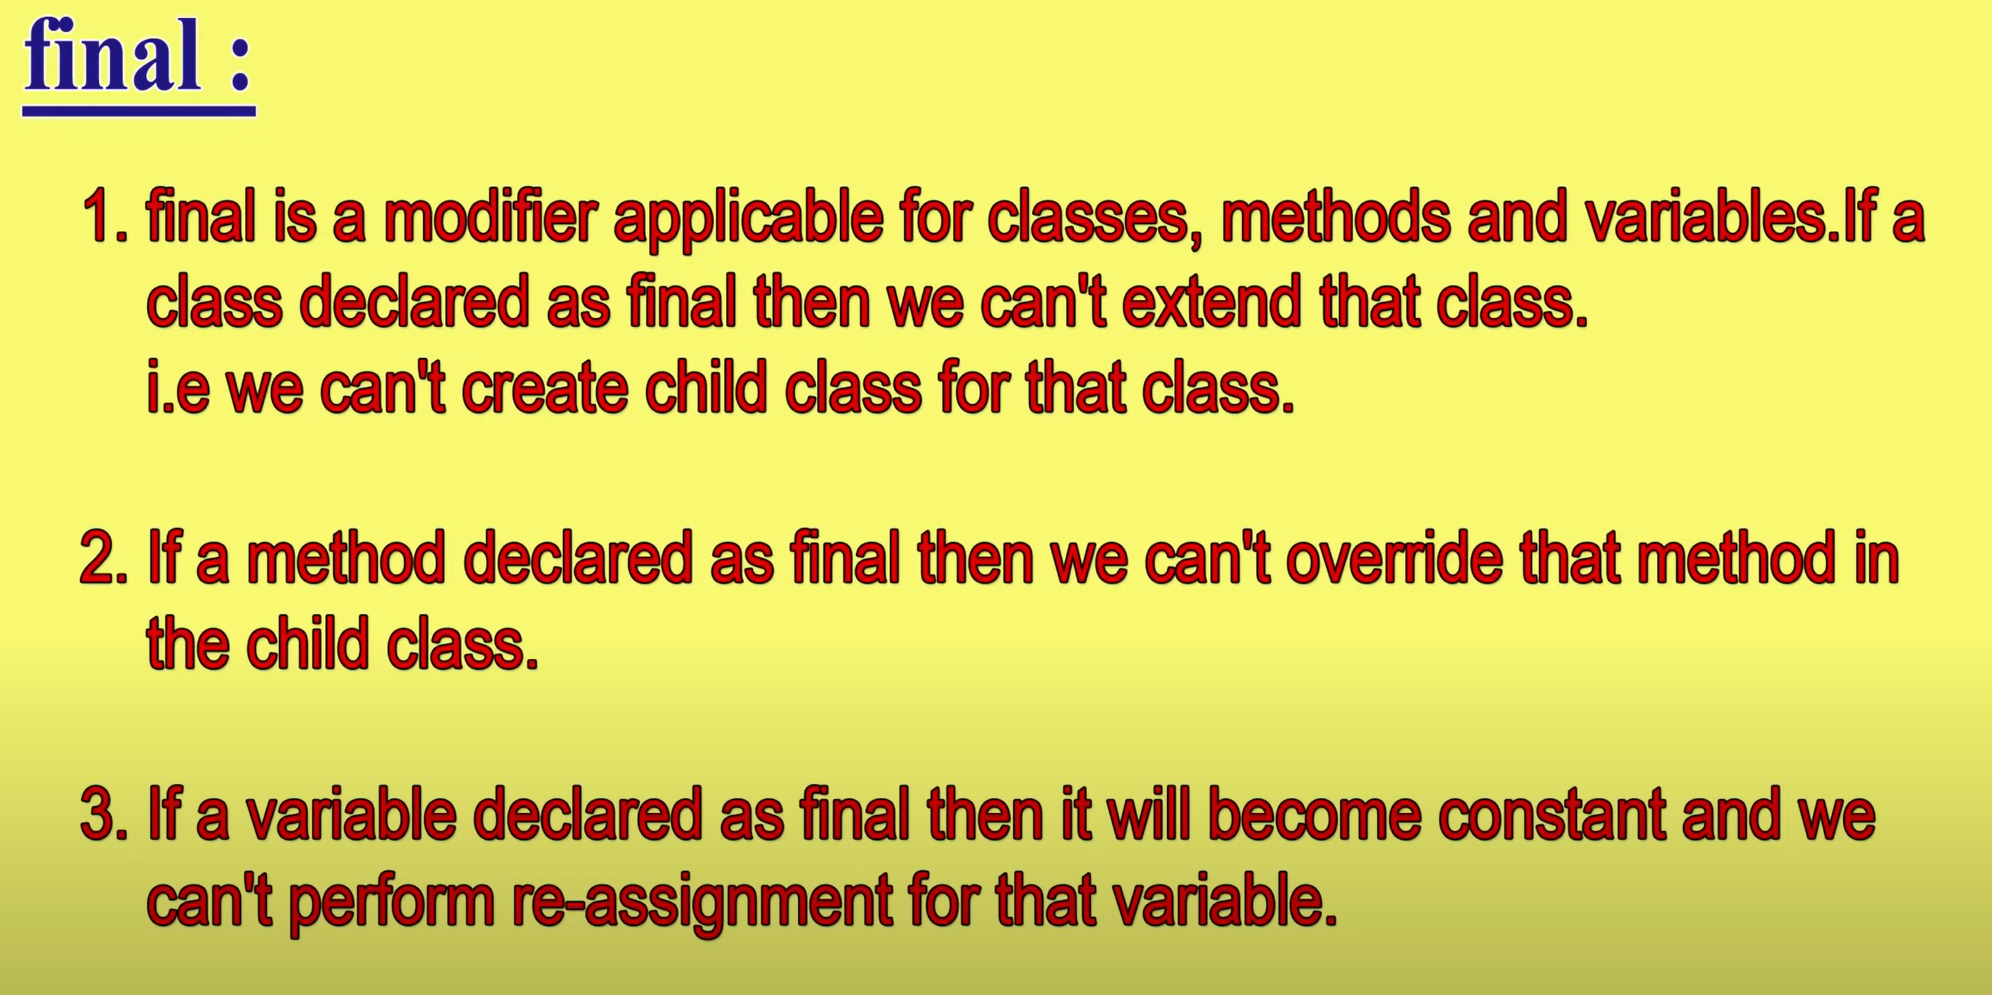 final :
1. final is a modifier applicable for classes, methods and variables.If a
class declared as final then we can't extend that class.
i.e we can't create child class for that class.
2. If a method declared as final then we can't override that method in
the child class.
3. If a variable declared as final then it will become constant and we
can't perform re-assignment for that variable.